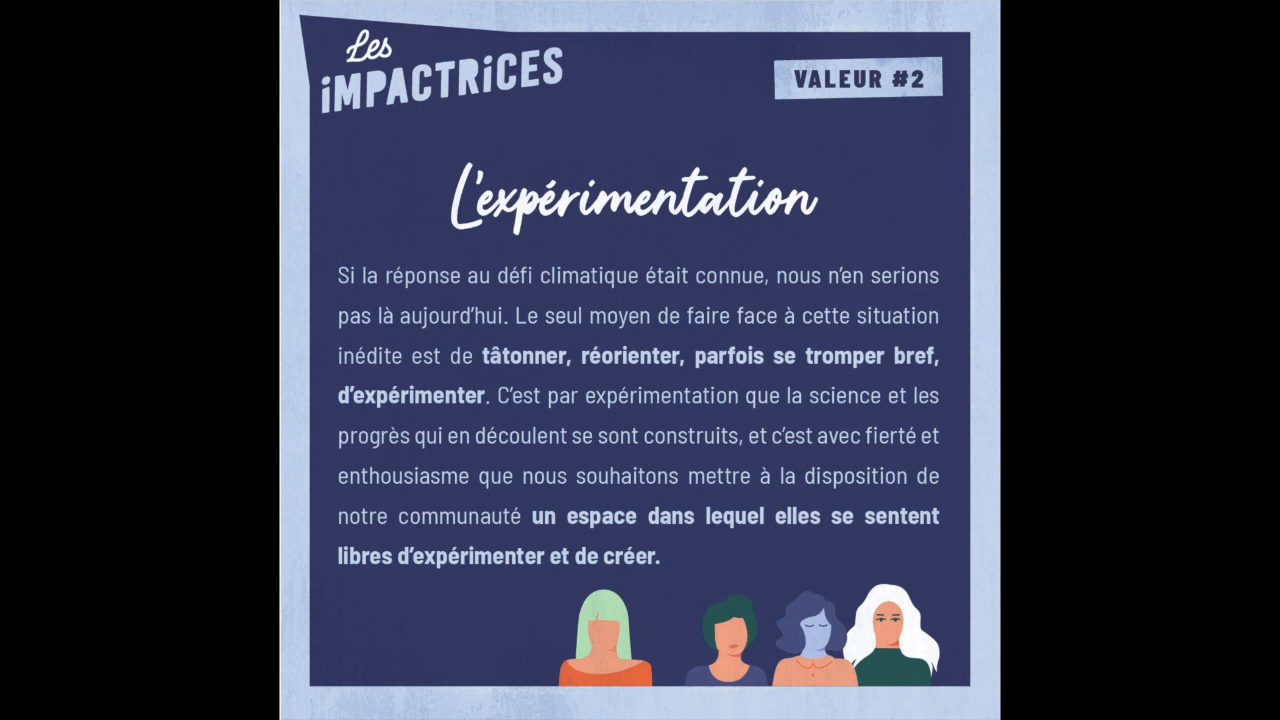 Les
iMPACTRiCES
VALEUR #2
L'expérimentation
Si la réponse au défi climatique était connue, nous n'en serions
pas là aujourd'hui. Le seul moyen de faire face à cette situation
inédite est de tâtonner, réorienter, parfois se tromper bref,
d'expérimenter. C'est par expérimentation que la science et les
progrès qui en découlent se sont construits, et c'est avec fierté et
enthousiasme que nous souhaitons mettre à la disposition de
notre communauté un espace dans lequel elles se sentent
libres d'expérimenter et de créer.